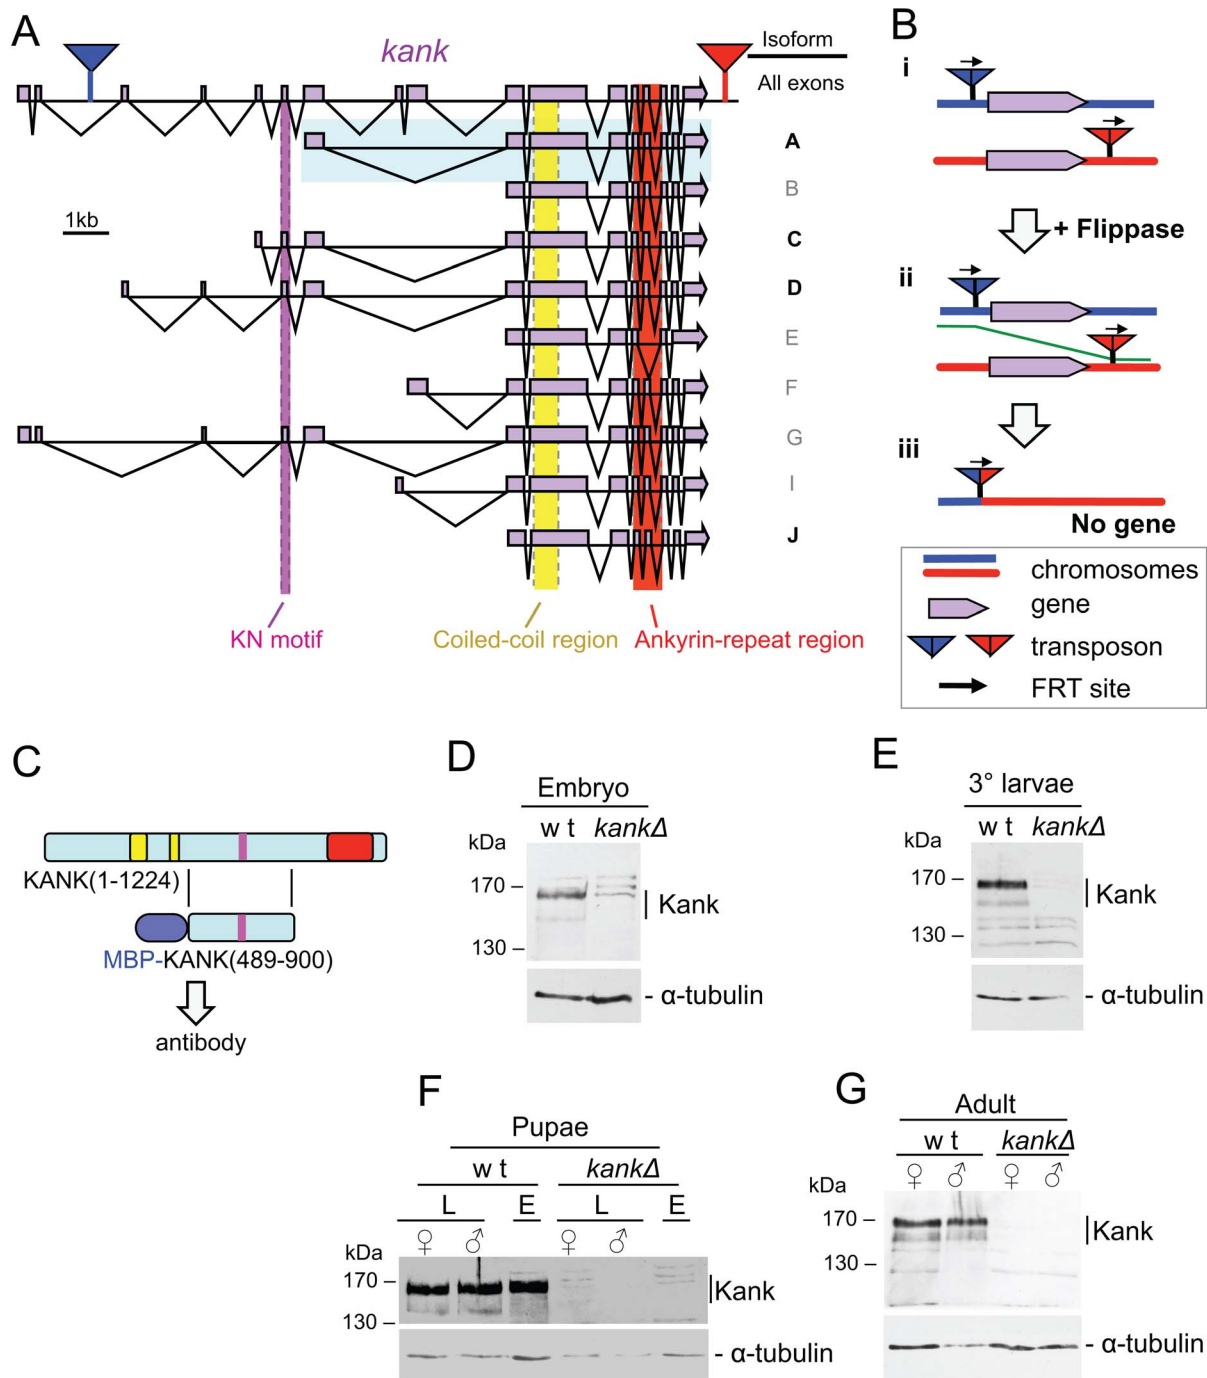 A
kank
Isoform
All exons
A
B
C
D
E
F
G
I
J
1kb
KN motif
Coiled-coil region
Ankyrin-repeat region
B
i
+ Flippase
ii
iii
No gene
chromosomes
gene
transposon
FRT site
C
KANK(1-1224)
MBP-KANK(489-900)
antibody
D
Embryo
w t kankΔ
kDa
170 –
130 –
Kank
- α-tubulin
E
3° larvae
w t kankΔ
kDa
170 –
130 –
Kank
- α-tubulin
F
Pupae
w t kankΔ
L E L E
♀ ♂ ♀ ♂
kDa
170 –
130 –
Kank
- α-tubulin
G
Adult
w t kankΔ
♀ ♂ ♀ ♂
kDa
170 –
130 –
Kank
- α-tubulin